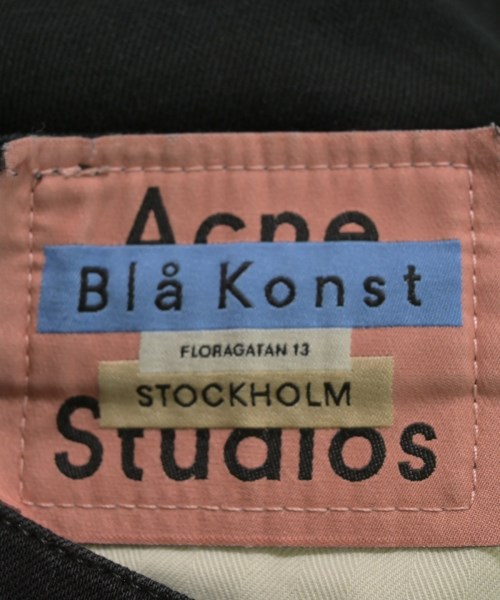 Acne
Blå Konst
FLORAGATAN 13
STOCKHOLM
Studios